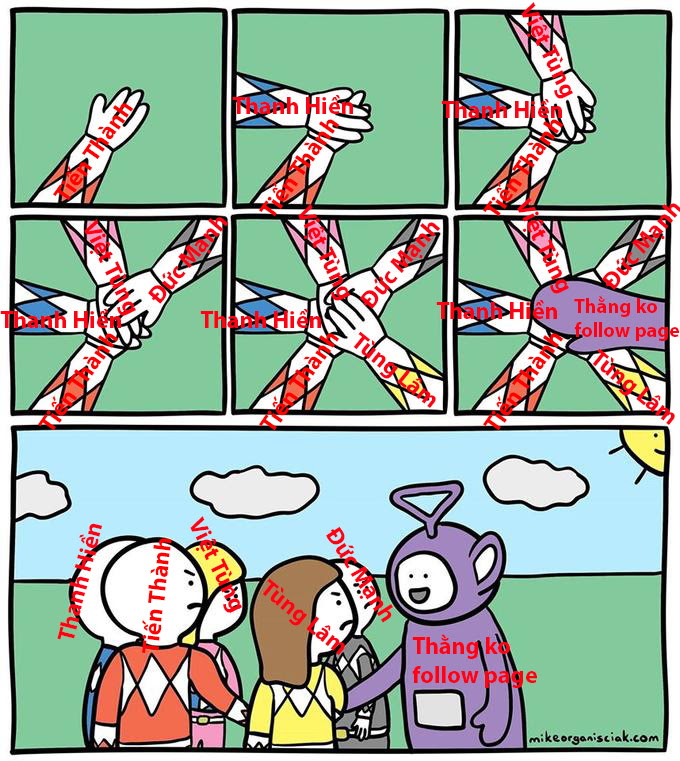 Tiến Thành
Thanh Hiền
Tiến Thành
Việt Tùng
Thanh Hiền
Tiến Thành
Việt Tùng
Đức Mạnh
Thanh Hiền
Tiến Thành
Việt Tùng
Đức Mạnh
Thanh Hiền
Tiến Thành
Tùng Lâm
Việt Tùng
Đức Mạnh
Thanh Hiền
Thằng ko
follow page
Tiến Thành
Tùng Lâm
Thanh Hiền
Tiến Thành
Việt Tùng
Tùng Lâm
Đức Mạnh
Thằng ko
follow page
mikeorganisciak.com